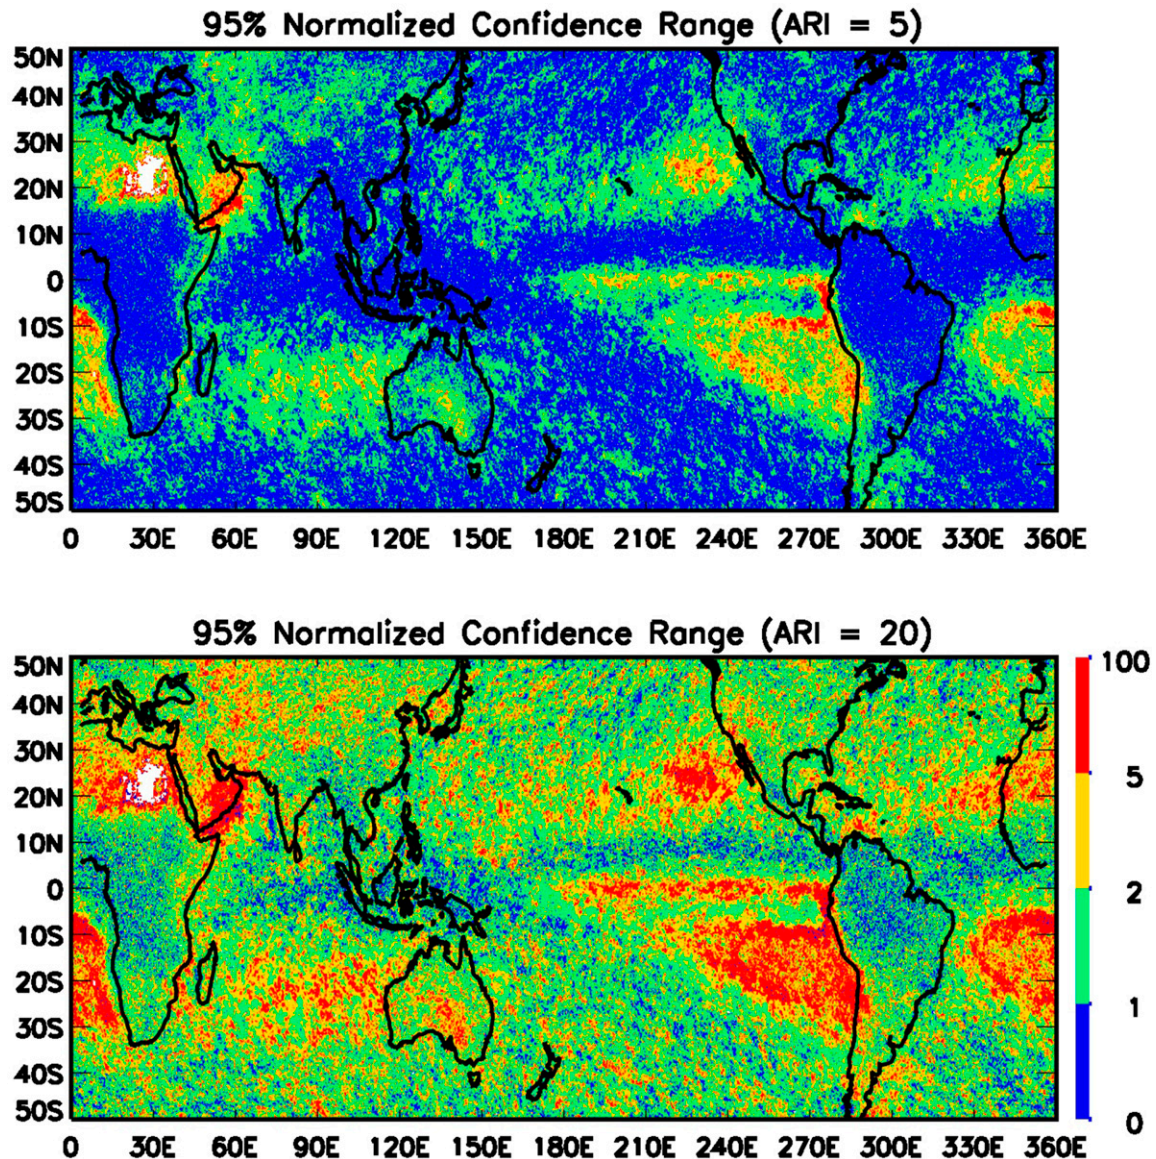 95% Normalized Confidence Range (ARI = 5)
50N
40N
30N
20N
10N
0
10S
20S
30S
40S
50S
0 30E 60E 90E 120E 150E 180E 210E 240E 270E 300E 330E 360E
95% Normalized Confidence Range (ARI = 20)
50N
40N
30N
20N
10N
0
10S
20S
30S
40S
50S
0 30E 60E 90E 120E 150E 180E 210E 240E 270E 300E 330E 360E
100
5
2
1
0